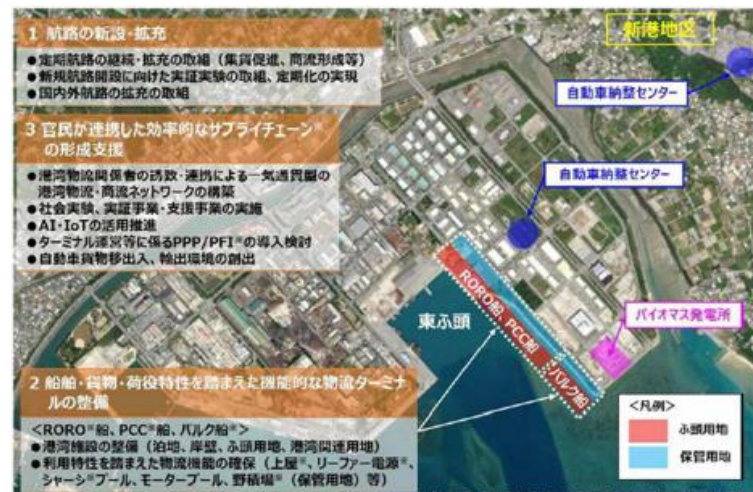 1 航路の新設・拡充
●定期航路の継続・拡充の取組（集貨促進、商流形成等）
●新規航路開設に向けた実証実験の取組、定期化の実現
●国内外航路の拡充の取組
3 官民が連携した効率的なサプライチェーン※
の形成支援
●港湾物流関係者の誘致・連携による一気通貫型の
港湾物流・商流ネットワークの構築
●社会実験、実証事業・支援事業の実施
●AI・IoTの活用推進
●ターミナル運営等に係るPPP/PFI※の導入検討
●自動車貨物移出入、輸出環境の創出
2 船舶・貨物・荷役特性を踏まえた機能的な物流ターミナ
ルの整備
＜RORO※船、PCC※船、バルク船※＞
●港湾施設の整備（泊地、岸壁、ふ頭用地、港湾関連用地）
●利用特性を踏まえた物流機能の確保（上屋※、リーファー電源※、
シャーシ※プール、モータープール、野積場※（保管用地）等）
新港地区
自動車納整センター
自動車納整センター
RORO船、PCC船
バルク船
東ふ頭
バイオマス発電所
＜凡例＞
ふ頭用地
保管用地